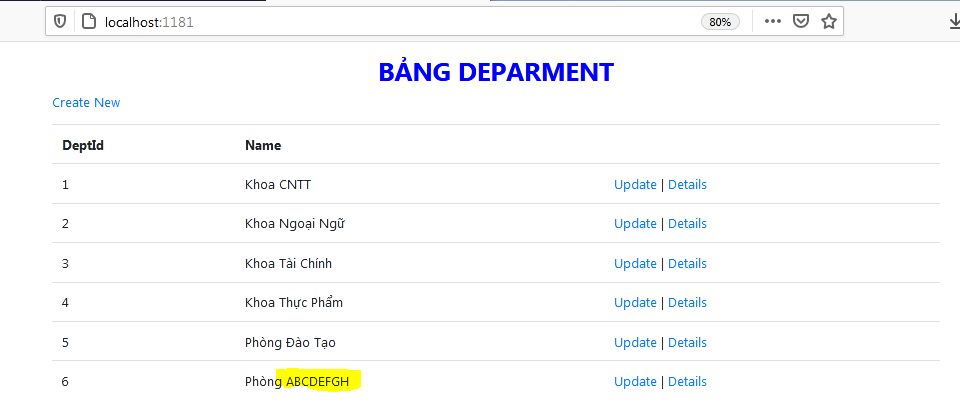 localhost:1181
80%
BẢNG DEPARMENT
Create New
DeptId Name
1 Khoa CNTT Update | Details
2 Khoa Ngoại Ngữ Update | Details
3 Khoa Tài Chính Update | Details
4 Khoa Thực Phẩm Update | Details
5 Phòng Đào Tạo Update | Details
6 Phòng ABCDEFGH Update | Details